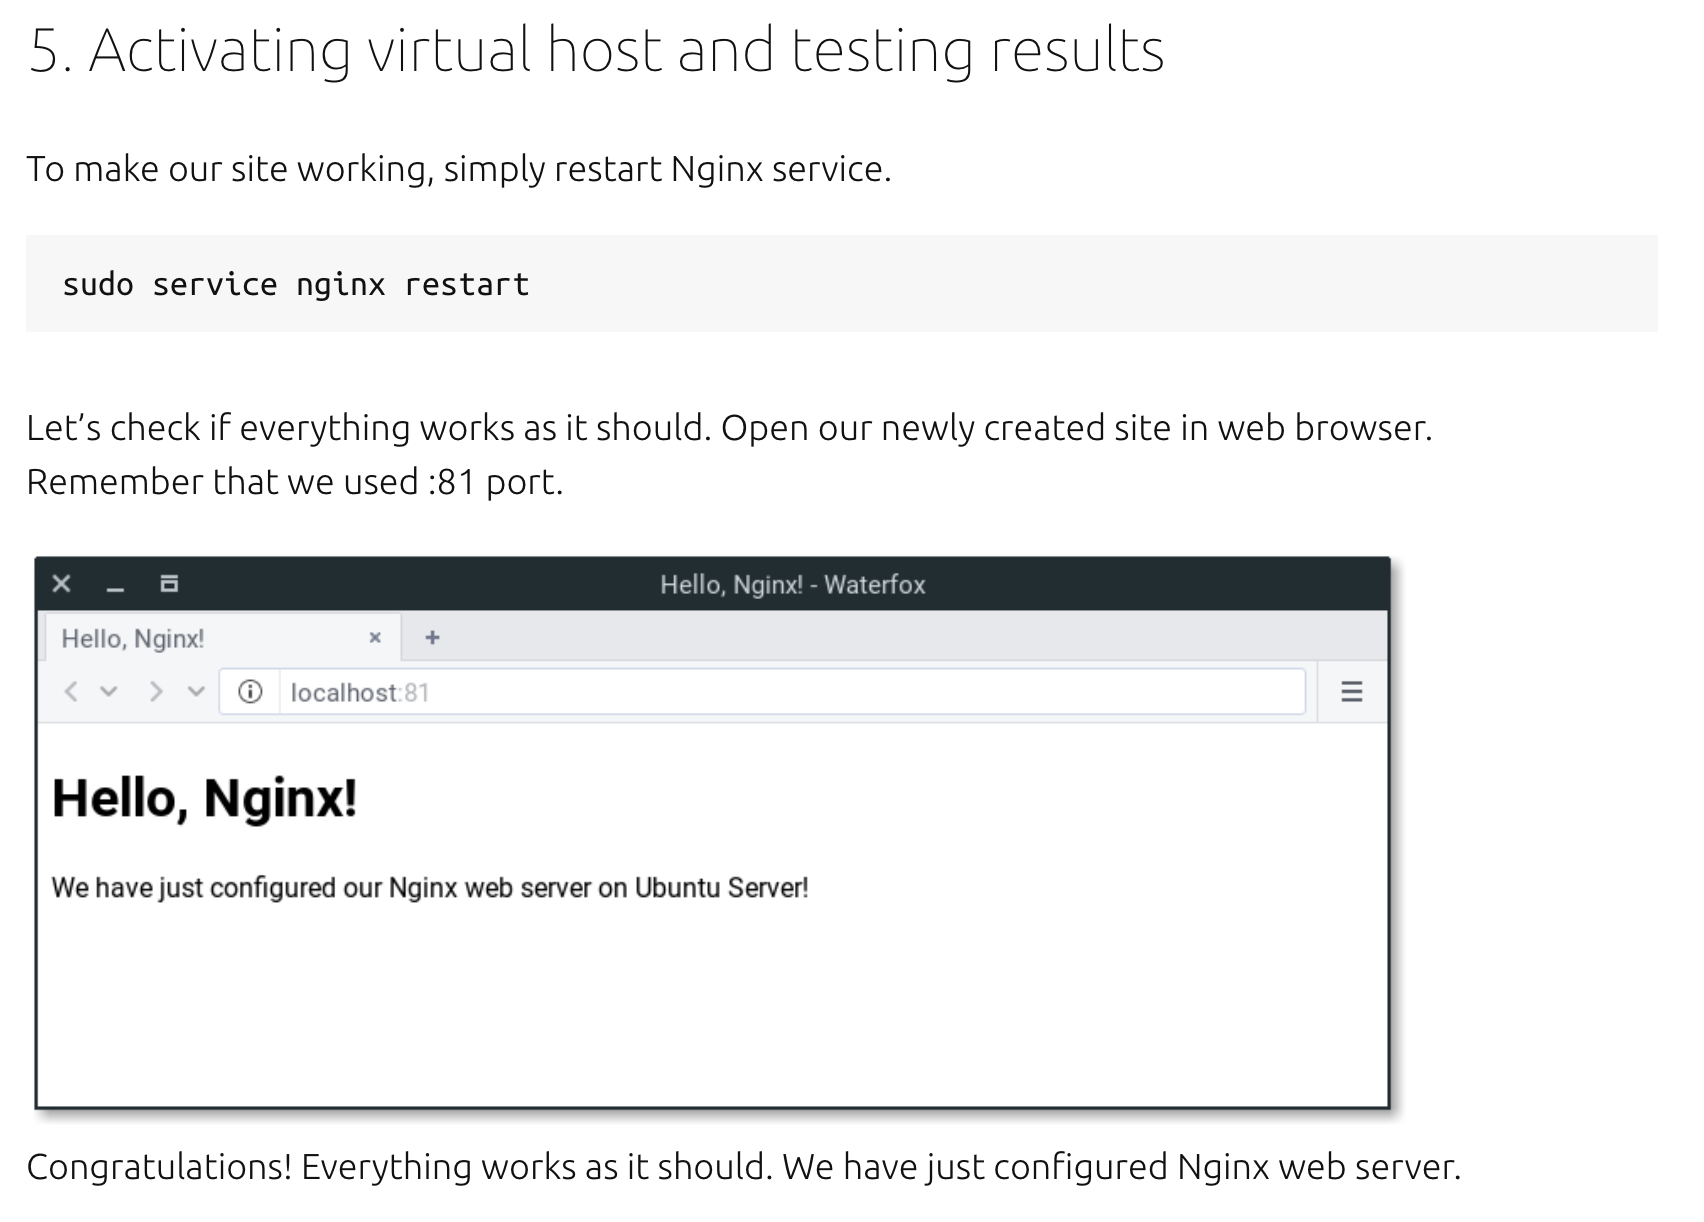 5. Activating virtual host and testing results
To make our site working, simply restart Nginx service.
sudo service nginx restart
Let’s check if everything works as it should. Open our newly created site in web browser.
Remember that we used :81 port.
Hello, Nginx! - Waterfox
Hello, Nginx!
localhost:81
Hello, Nginx!
We have just configured our Nginx web server on Ubuntu Server!
Congratulations! Everything works as it should. We have just configured Nginx web server.